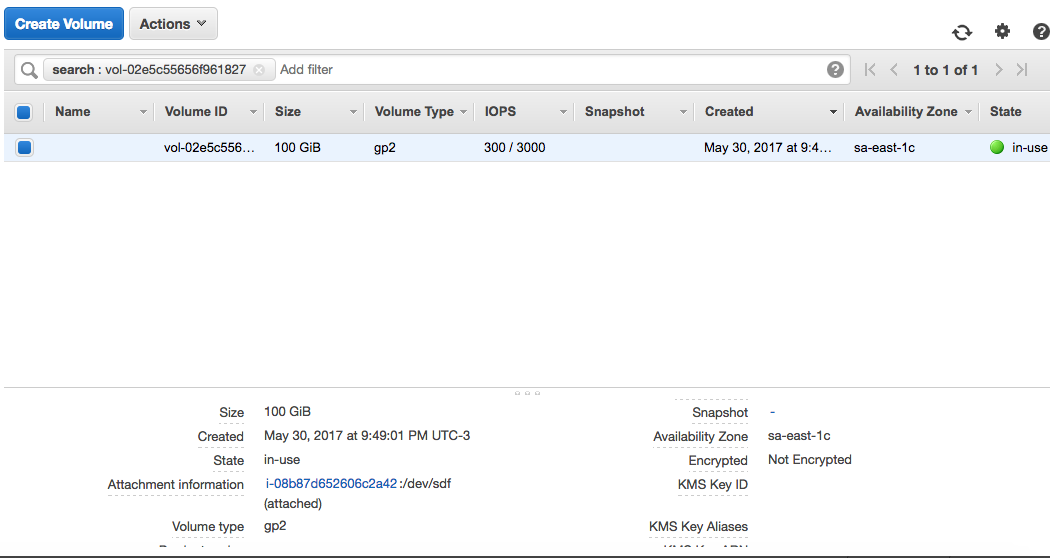 Create Volume Actions
search : vol-02e5c55656f961827 Add filter 1 to 1 of 1
Name Volume ID Size Volume Type IOPS Snapshot Created Availability Zone State
vol-02e5c556... 100 GiB gp2 300 / 3000 May 30, 2017 at 9:4... sa-east-1c in-use
Size 100 GiB Snapshot -
Created May 30, 2017 at 9:49:01 PM UTC-3 Availability Zone sa-east-1c
State in-use Encrypted Not Encrypted
Attachment information i-08b87d652606c2a42:/dev/sdf KMS Key ID
(attached)
Volume type gp2 KMS Key Aliases